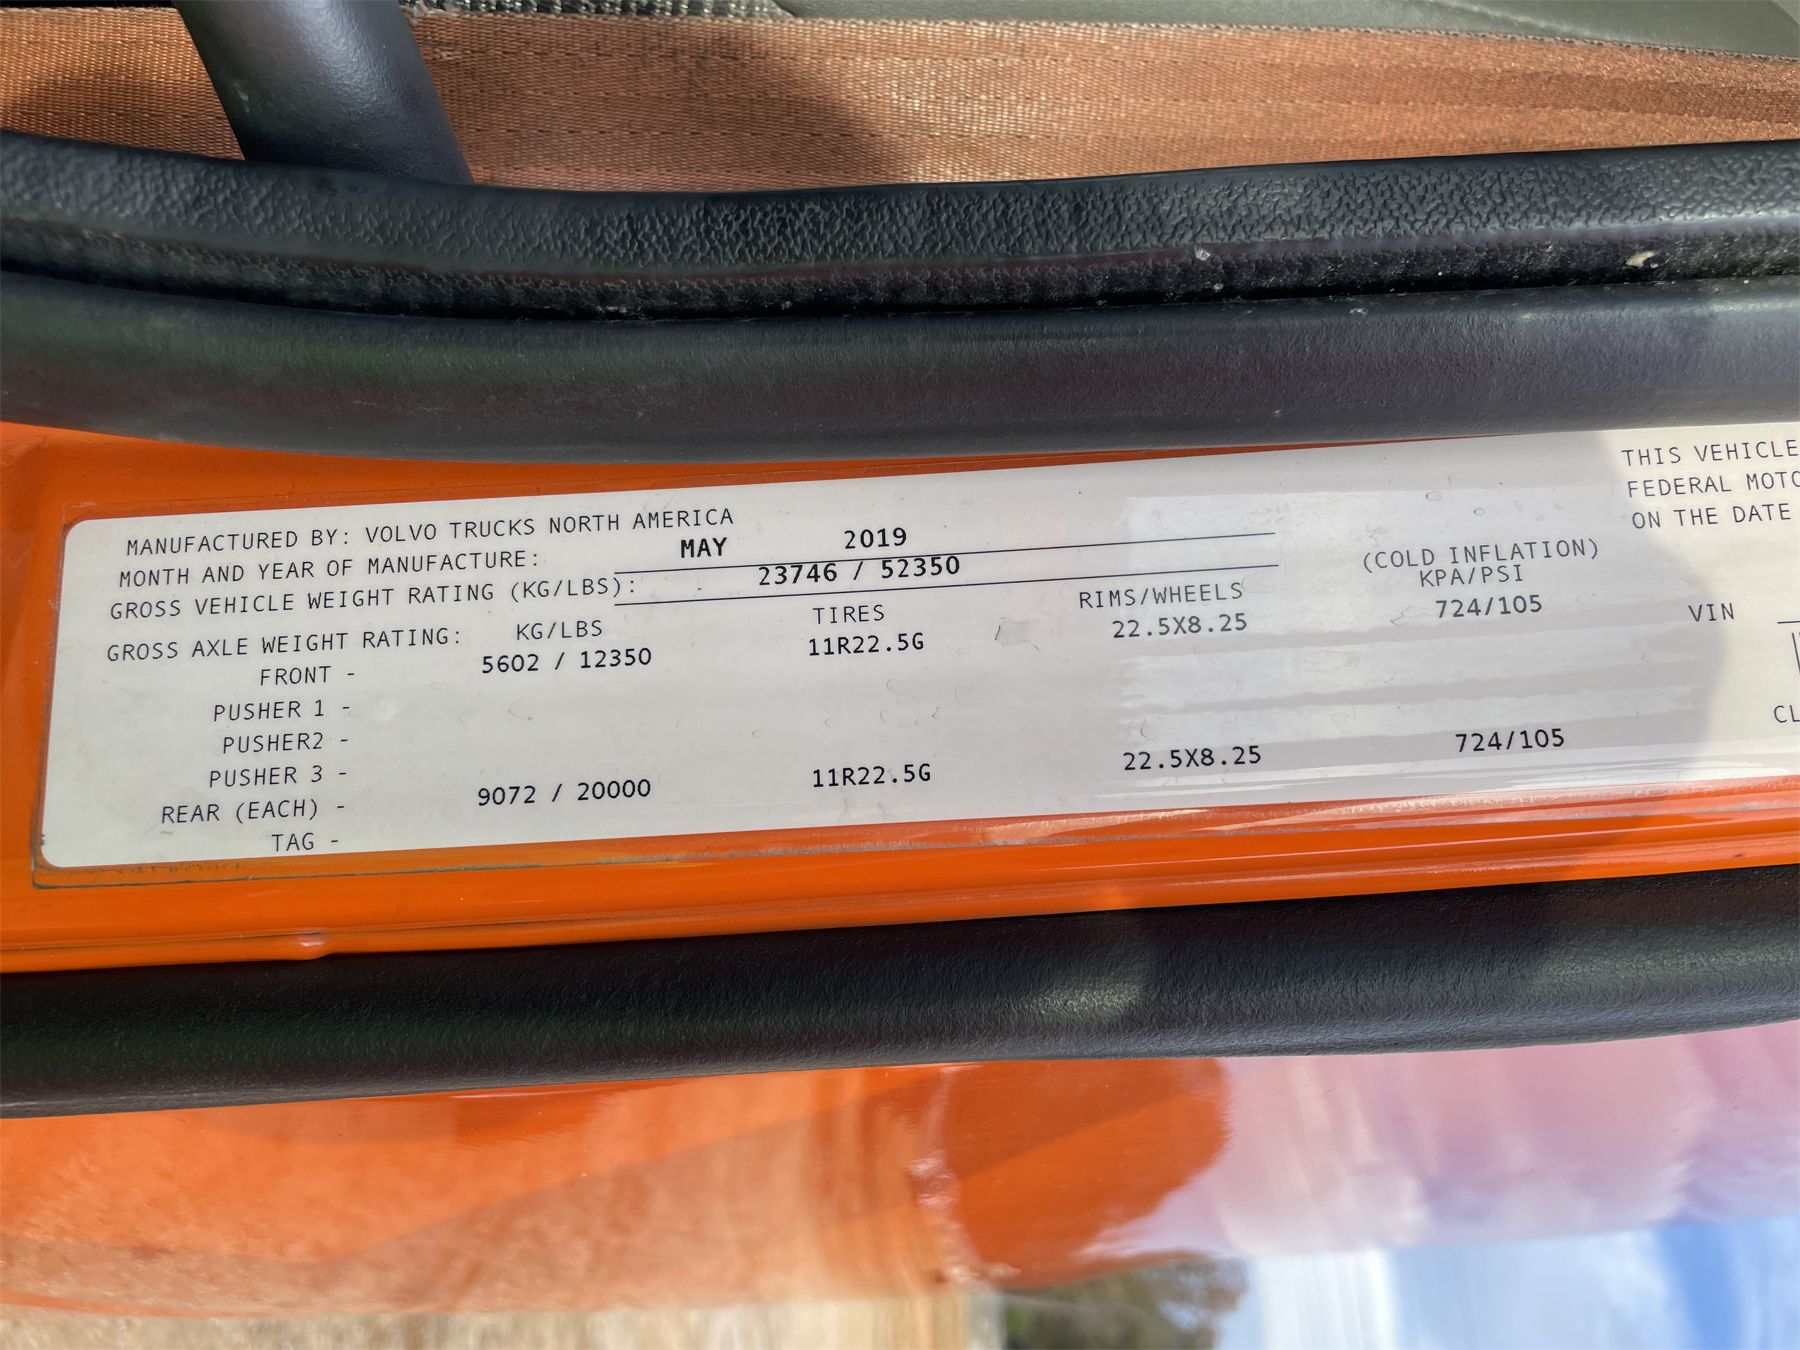 MANUFACTURED BY: VOLVO TRUCKS NORTH AMERICA
MONTH AND YEAR OF MANUFACTURE: MAY 2019
GROSS VEHICLE WEIGHT RATING (KG/LBS): 23746 / 52350
GROSS AXLE WEIGHT RATING: KG/LBS TIRES RIMS/WHEELS (COLD INFLATION) KPA/PSI
FRONT - 5602 / 12350 11R22.5G 22.5X8.25 724/105
PUSHER 1 -
PUSHER2 -
PUSHER 3 -
REAR (EACH) - 9072 / 20000 11R22.5G 22.5X8.25 724/105
TAG -
THIS VEHICLE
FEDERAL
ON THE DATE
VIN